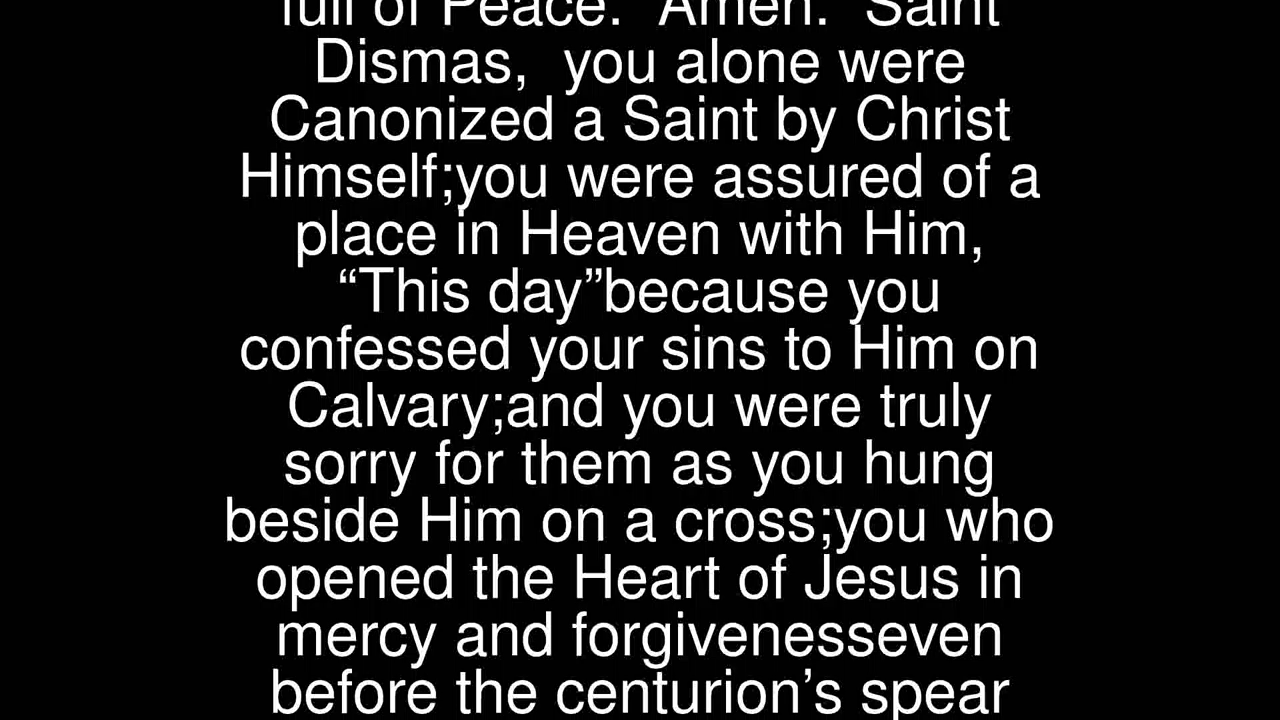 full of Peace. Amen. Saint
Dismas, you alone were
Canonized a Saint by Christ
Himself;you were assured of a
place in Heaven with Him,
“This day”because you
confessed your sins to Him on
Calvary;and you were truly
sorry for them as you hung
beside Him on a cross;you who
opened the Heart of Jesus in
mercy and forgivenesseven
before the centurion’s spear